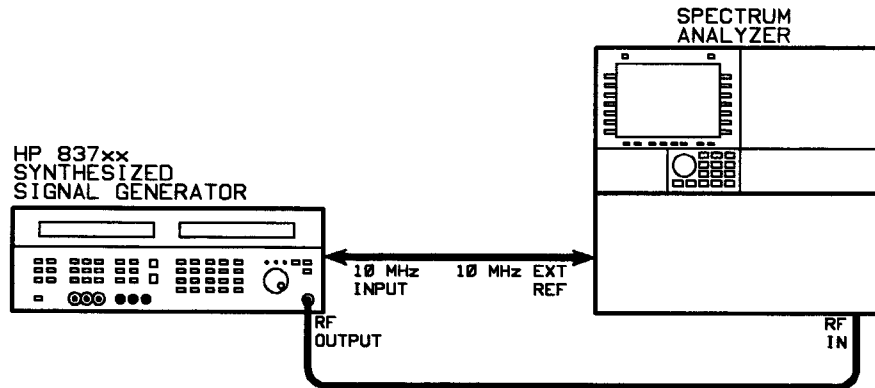 SPECTRUM
ANALYZER
HP 837xx
SYNTHESIZED
SIGNAL GENERATOR
10 MHz
INPUT
10 MHz EXT
REF
RF
OUTPUT
RF
IN